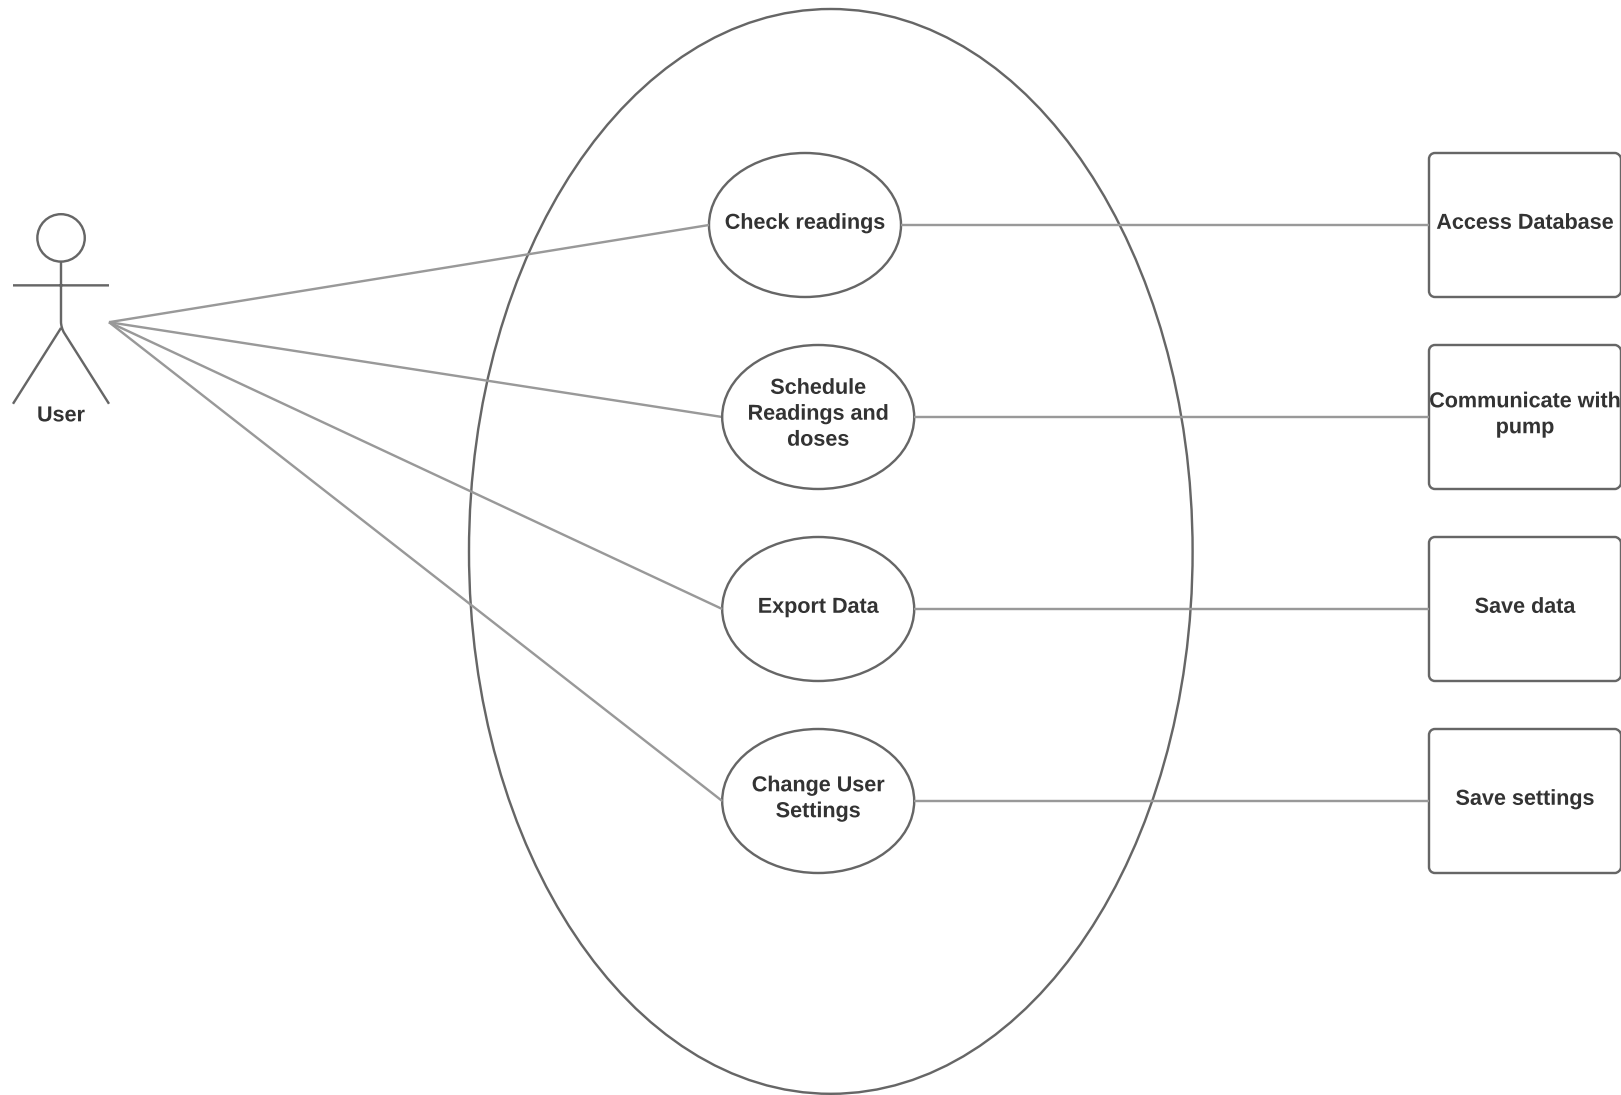 User
Check readings
Access Database
Schedule
Readings and
doses
Communicate with
pump
Export Data
Save data
Change User
Settings
Save settings